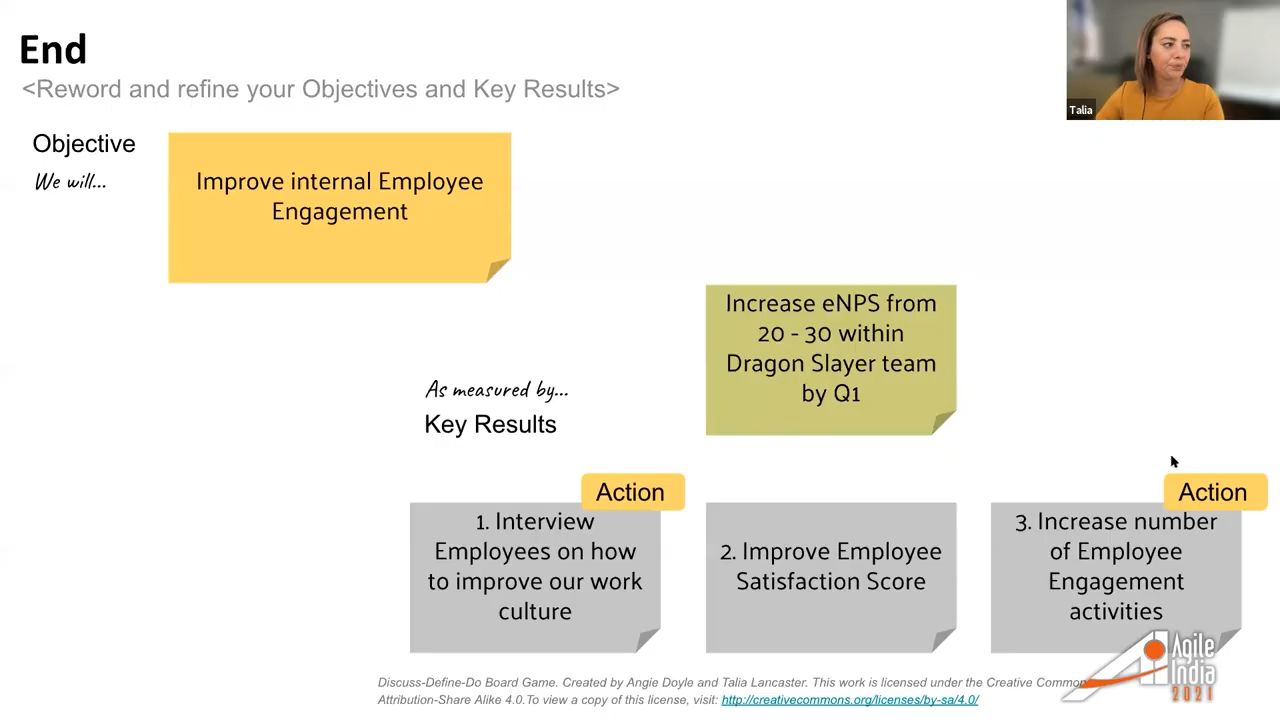 End
<Reword and refine your Objectives and Key Results>
Talia
Objective
We will...
Improve internal Employee
Engagement
Increase eNPS from
20 - 30 within
Dragon Slayer team
by Q1
As measured by...
Key Results
Action
1. Interview
Employees on how
to improve our work
culture
2. Improve Employee
Satisfaction Score
Action
3. Increase number
of Employee
Engagement
activities
Agile
India
2021
Discuss-Define-Do Board Game. Created by Angie Doyle and Talia Lancaster. This work is licensed under the Creative Common
Attribution-Share Alike 4.0.To view a copy of this license, visit: http://creativecommons.org/licenses/by-sa/4.0/